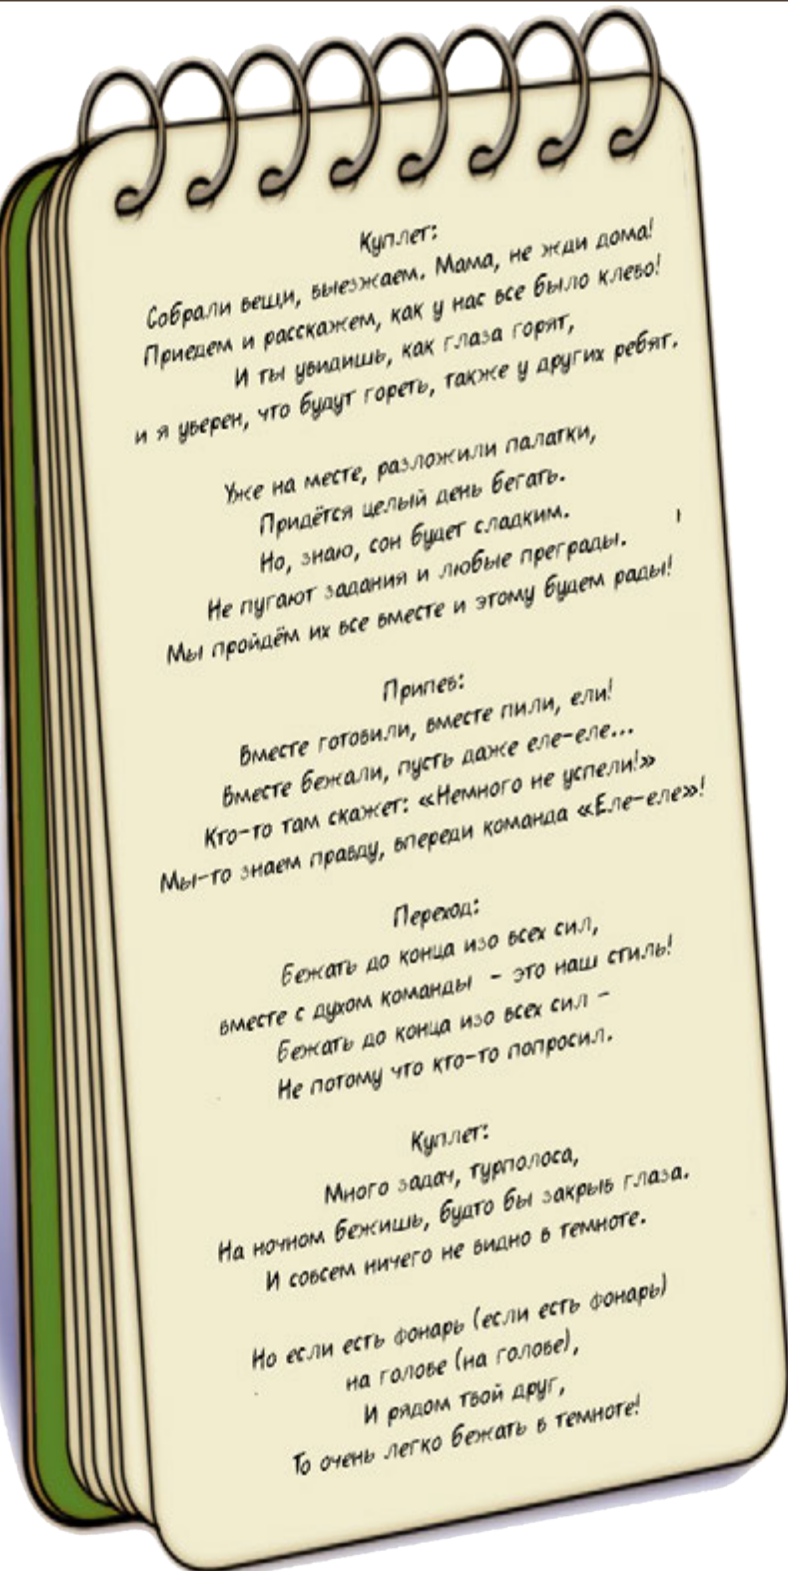 Куплет:
Собрали вещи, выезжаем. Мама, не жди дома!
Приедем и расскажем, как у нас все было клево!
И ты увидишь, как глаза горят,
и я уверен, что будут гореть, также у других ребят.
Уже на месте, разложили палатки,
Придётся целый день бегать.
Но, знаю, сон будет сладким.
Не пугают задания и любые преграды.
Мы пройдём их все вместе и этому будем рады!
Припев:
Вместе готовили, вместе пили, ели!
Вместе бежали, пусть даже еле-еле...
Кто-то там скажет: «Немного не успели!»
Мы-то знаем правду, впереди команда «Еле-еле»!
Переход:
Бежать до конца изо всех сил,
вместе с духом команды - это наш стиль!
Бежать до конца изо всех сил -
Не потому что кто-то попросил.
Куплет:
Много задач, турполоса,
На ночном бежишь, будто бы закрыв глаза.
И совсем ничего не видно в темноте.
Но если есть фонарь (если есть фонарь)
на голове (на голове),
И рядом твой друг,
То очень легко бежать в темноте!